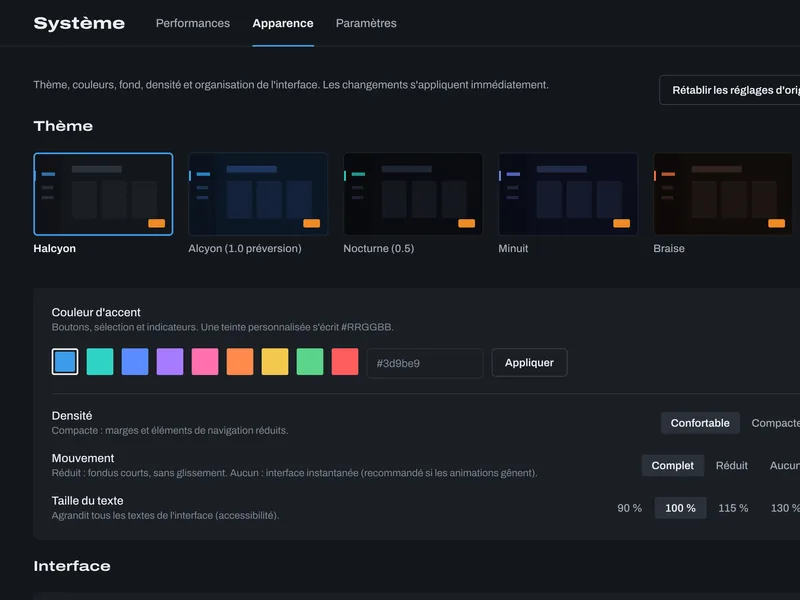 Système
Performances
Apparence
Paramètres
Thème, couleurs, fond, densité et organisation de l'interface. Les changements s'appliquent immédiatement.
Rétablir les réglages d'orig
Thème
Halcyon
Alcyon (1.0 préversion)
Nocturne (0.5)
Minuit
Braise
Couleur d'accent
Boutons, sélection et indicateurs. Une teinte personnalisée s'écrit #RRGGBB.
#3d9be9
Appliquer
Densité
Compacte : marges et éléments de navigation réduits.
Confortable
Compacte
Mouvement
Réduit : fondus courts, sans glissement. Aucun : interface instantanée (recommandé si les animations gênent).
Complet
Réduit
Aucun
Taille du texte
Agrandit tous les textes de l'interface (accessibilité).
90 %
100 %
115 %
130 %
Interface